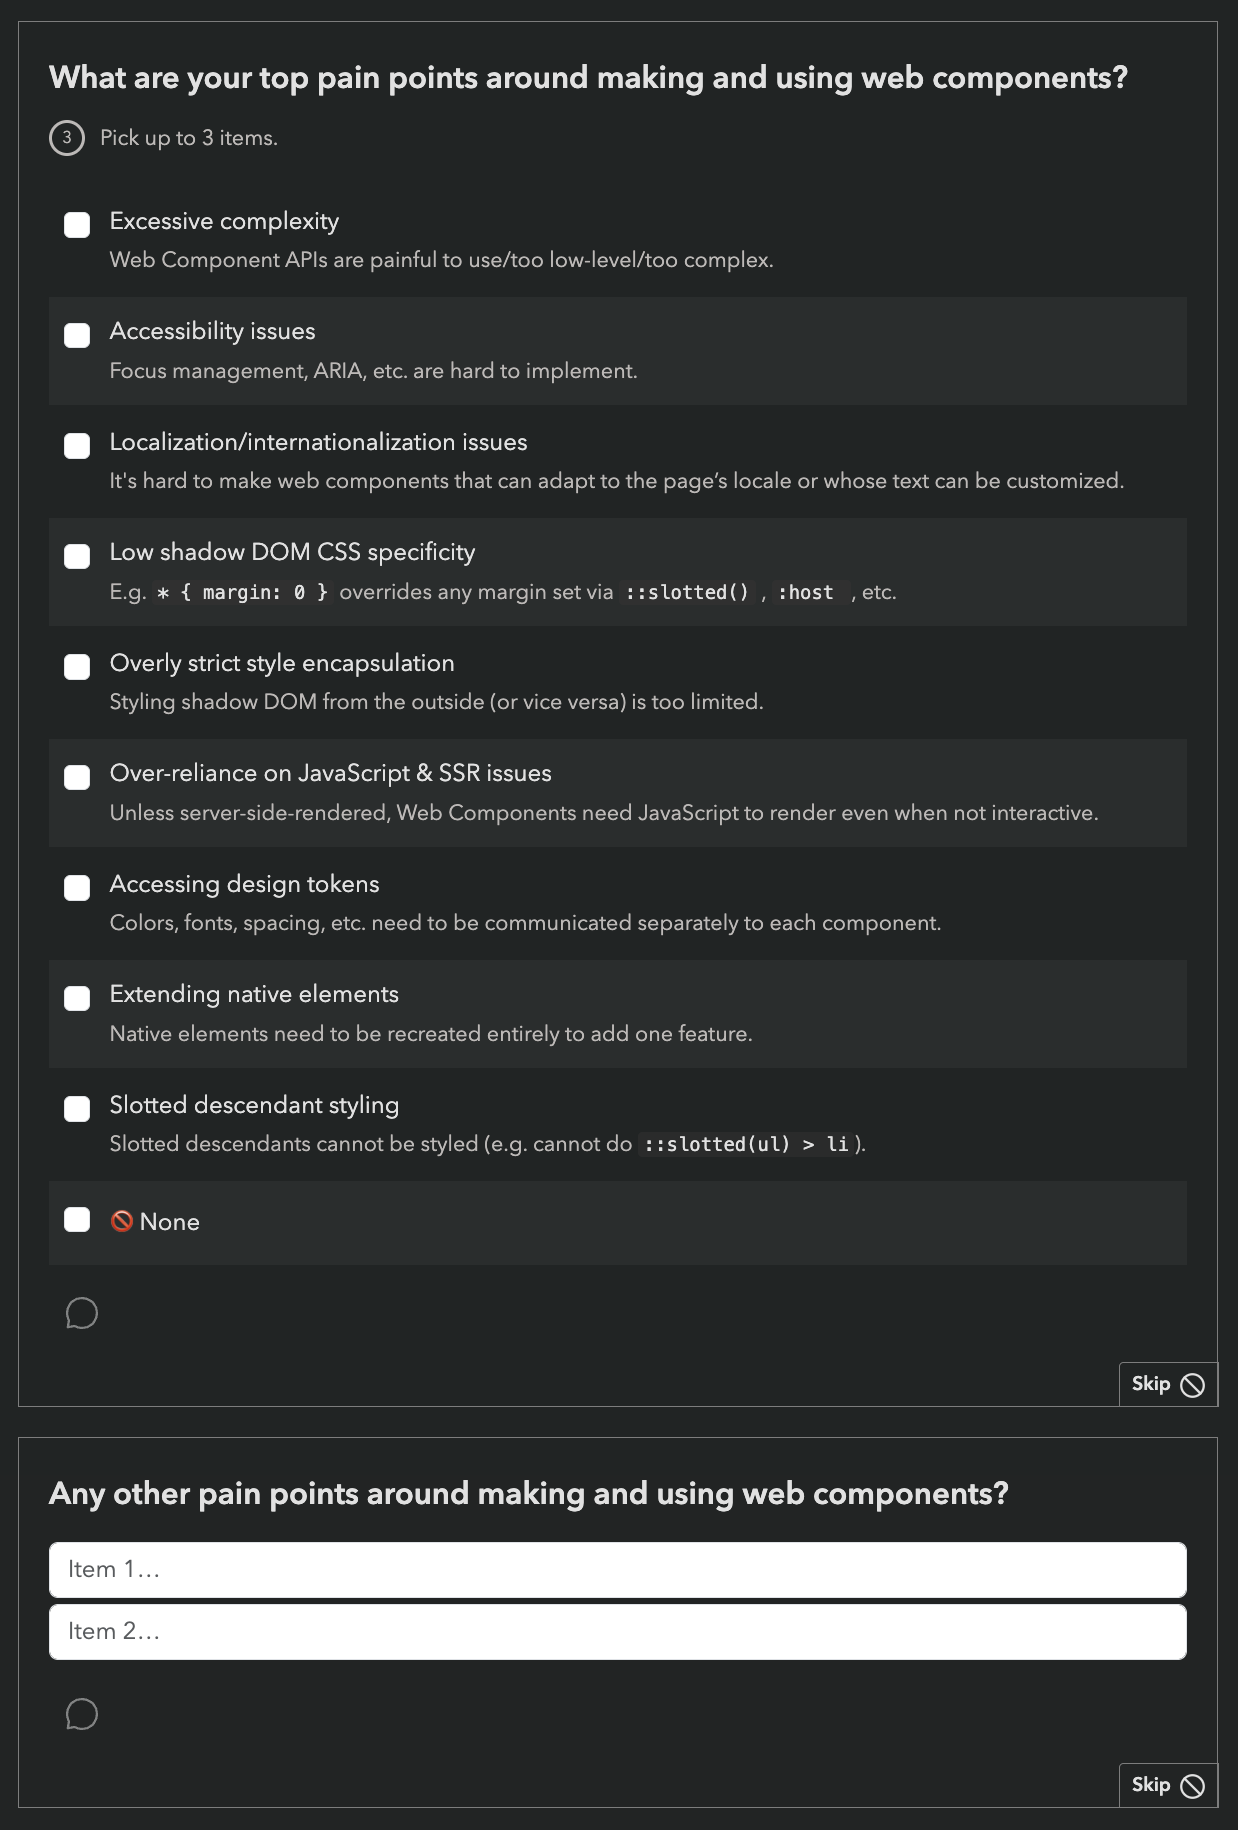 What are your top pain points around making and using web components?
3 Pick up to 3 items.
Excessive complexity
Web Component APIs are painful to use/too low-level/too complex.
Accessibility issues
Focus management, ARIA, etc. are hard to implement.
Localization/internationalization issues
It's hard to make web components that can adapt to the page’s locale or whose text can be customized.
Low shadow DOM CSS specificity
E.g. * { margin: 0 } overrides any margin set via ::slotted() , :host , etc.
Overly strict style encapsulation
Styling shadow DOM from the outside (or vice versa) is too limited.
Over-reliance on JavaScript & SSR issues
Unless server-side-rendered, Web Components need JavaScript to render even when not interactive.
Accessing design tokens
Colors, fonts, spacing, etc. need to be communicated separately to each component.
Extending native elements
Native elements need to be recreated entirely to add one feature.
Slotted descendant styling
Slotted descendants cannot be styled (e.g. cannot do ::slotted(ul) > li ).
🚫 None
Skip
Any other pain points around making and using web components?
Item 1…
Item 2…
Skip